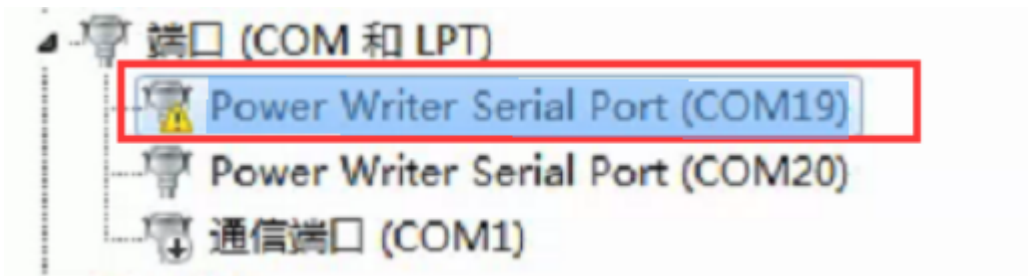 端口 (COM 和 LPT)
Power Writer Serial Port (COM19)
Power Writer Serial Port (COM20)
通信端口 (COM1)